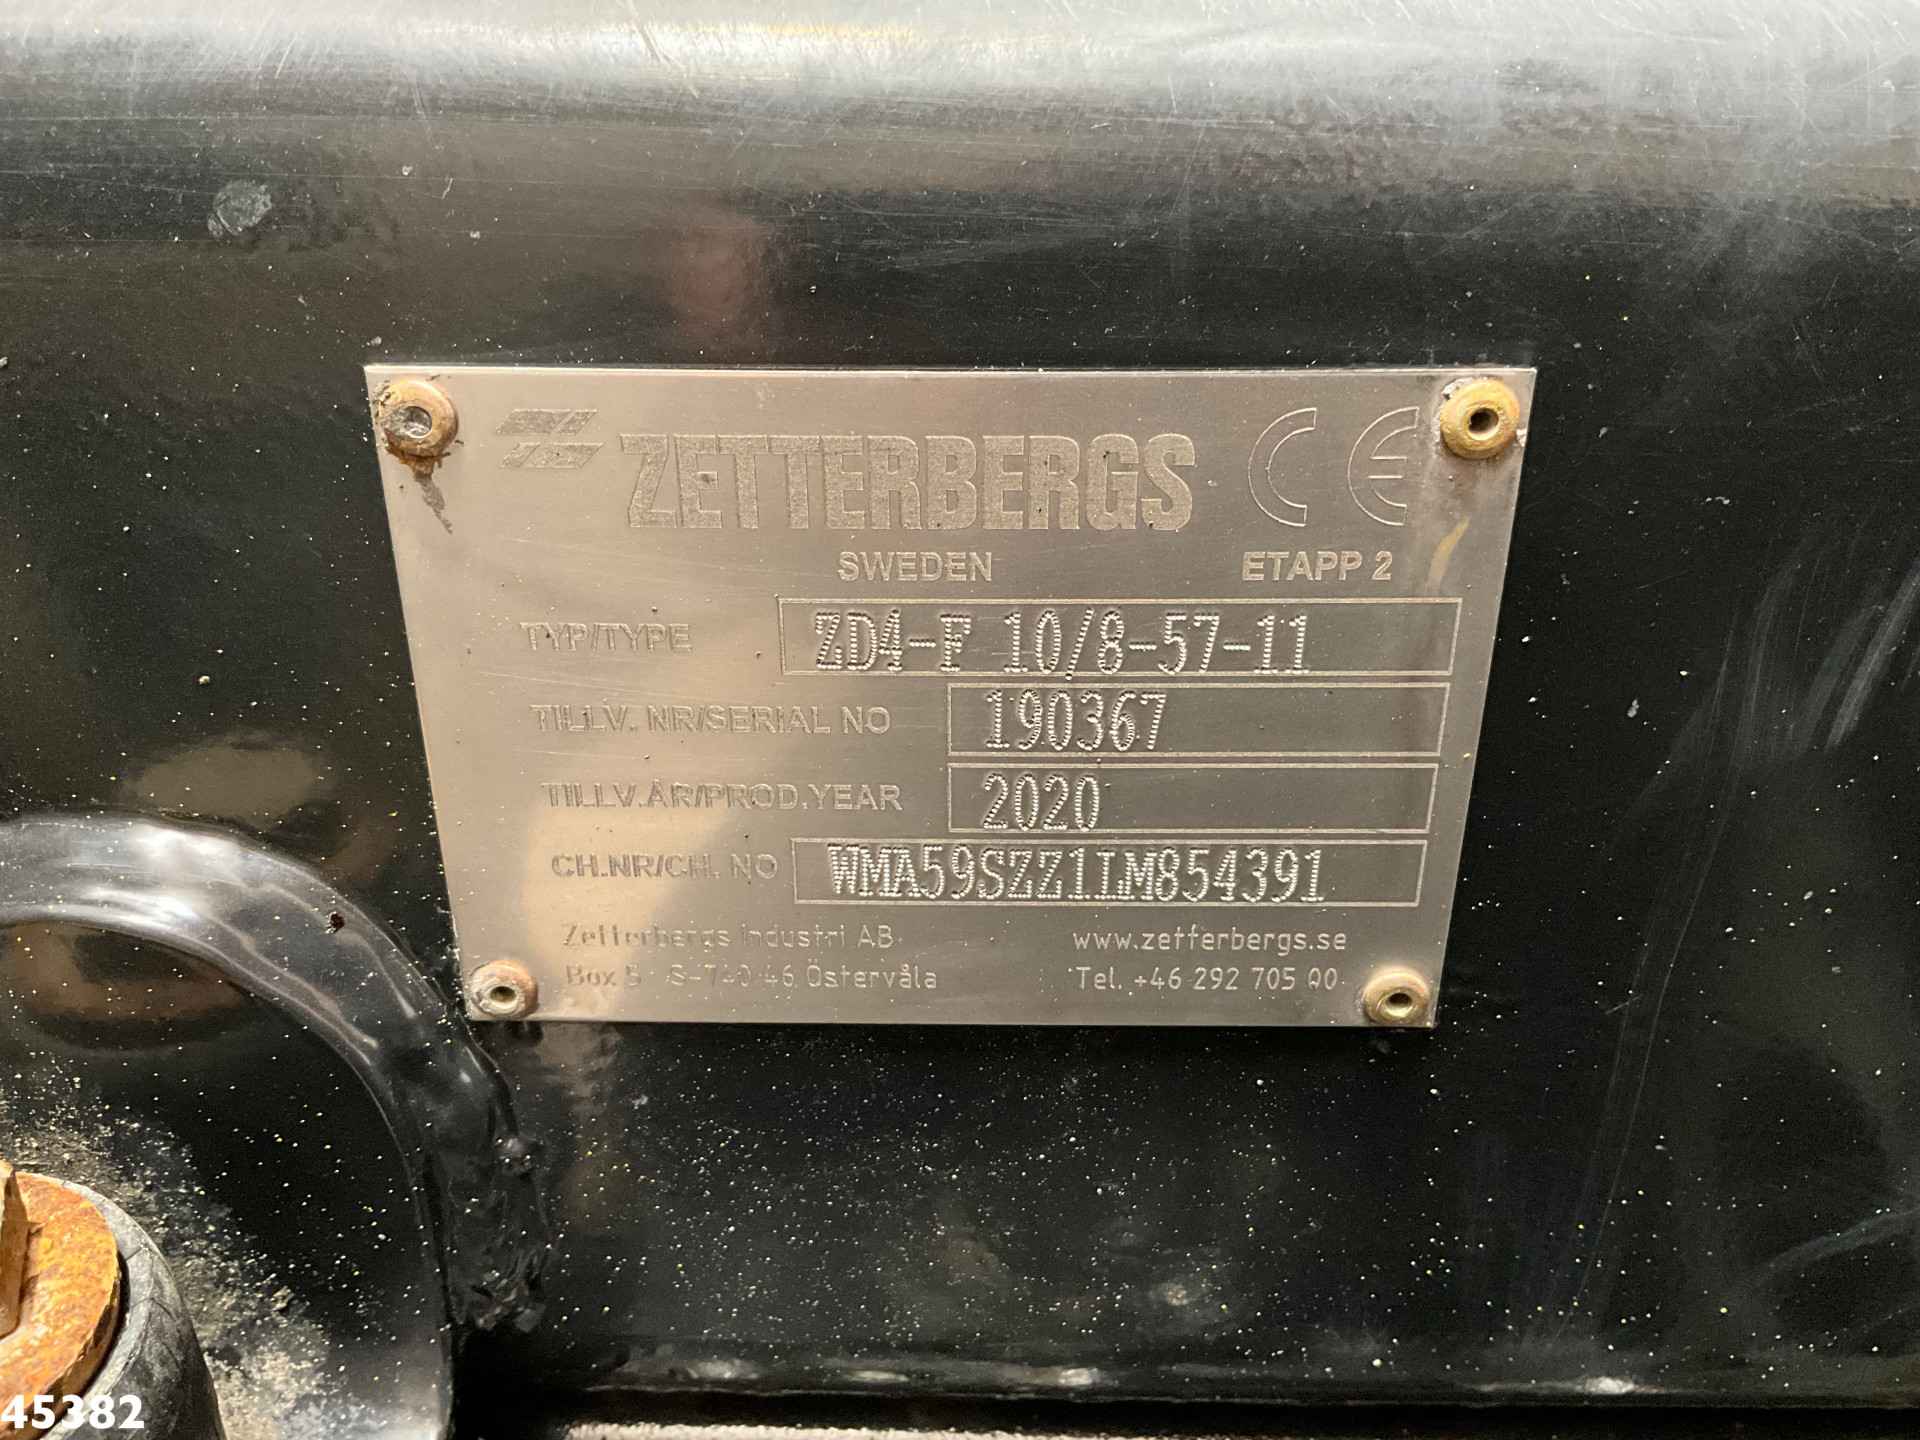 ZETTERBERGS CE
SWEDEN ETAPP 2
TYP/TYPE ZD4-F 10/8-57-11
TILLV. NR/SERIAL NO 190367
TILLV.ÅR/PROD.YEAR 2020
CH.NR/CH. NO WMA59SZZ1LM854391
Zetterbergs Industri AB www.zetterbergs.se
Box 5 S-740 46 Östervåla Tel. +46 292 705 00
45382